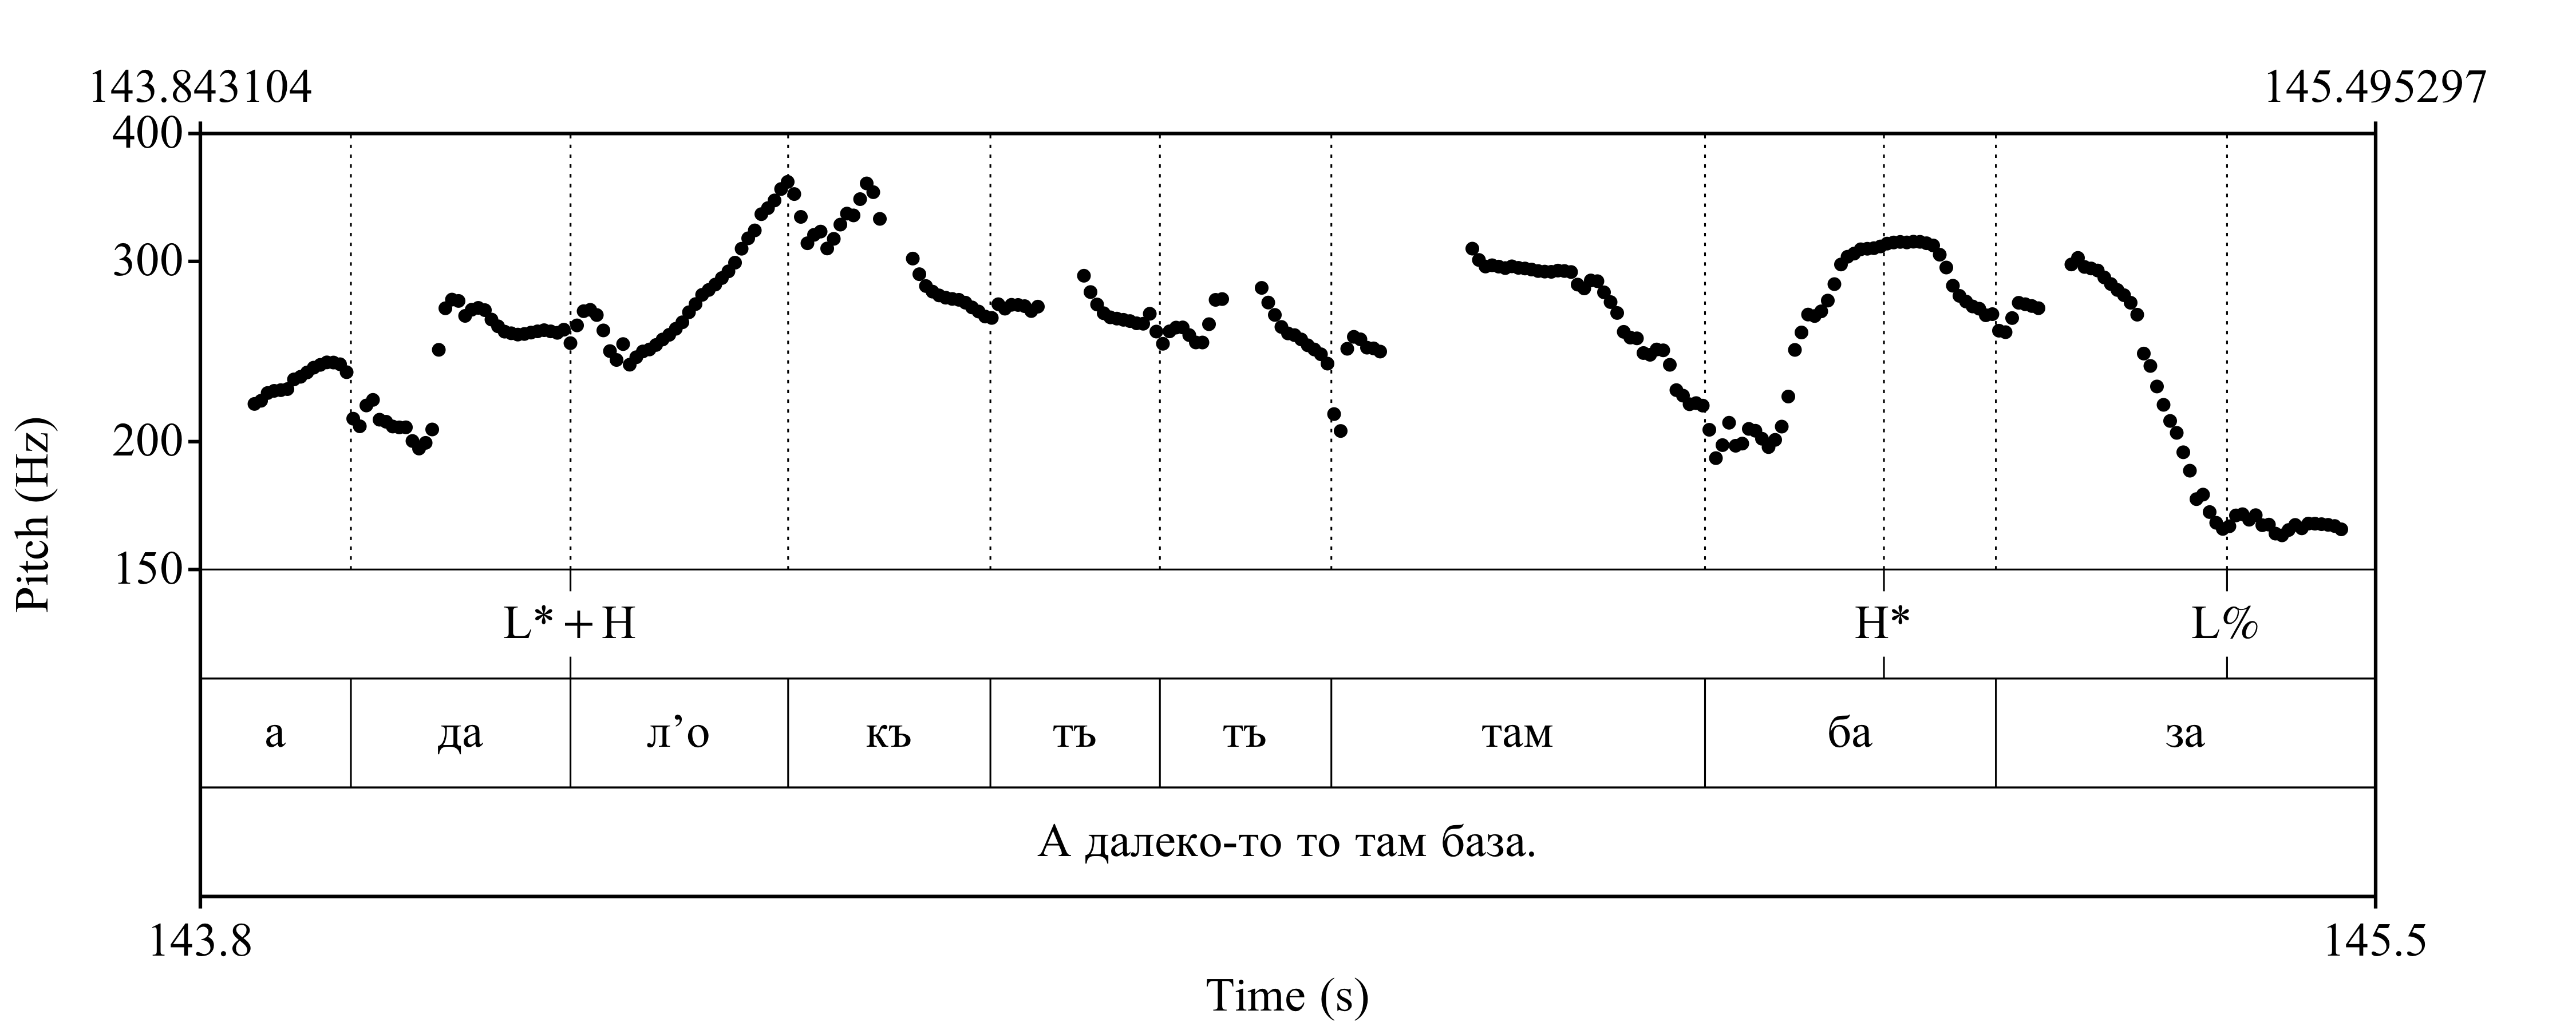 143.843104 145.495297
400
300
200
150
Pitch (Hz)
L*+H H* L%
а да л’о къ тъ тъ там ба за
А далеко-то то там база.
143.8 145.5
Time (s)